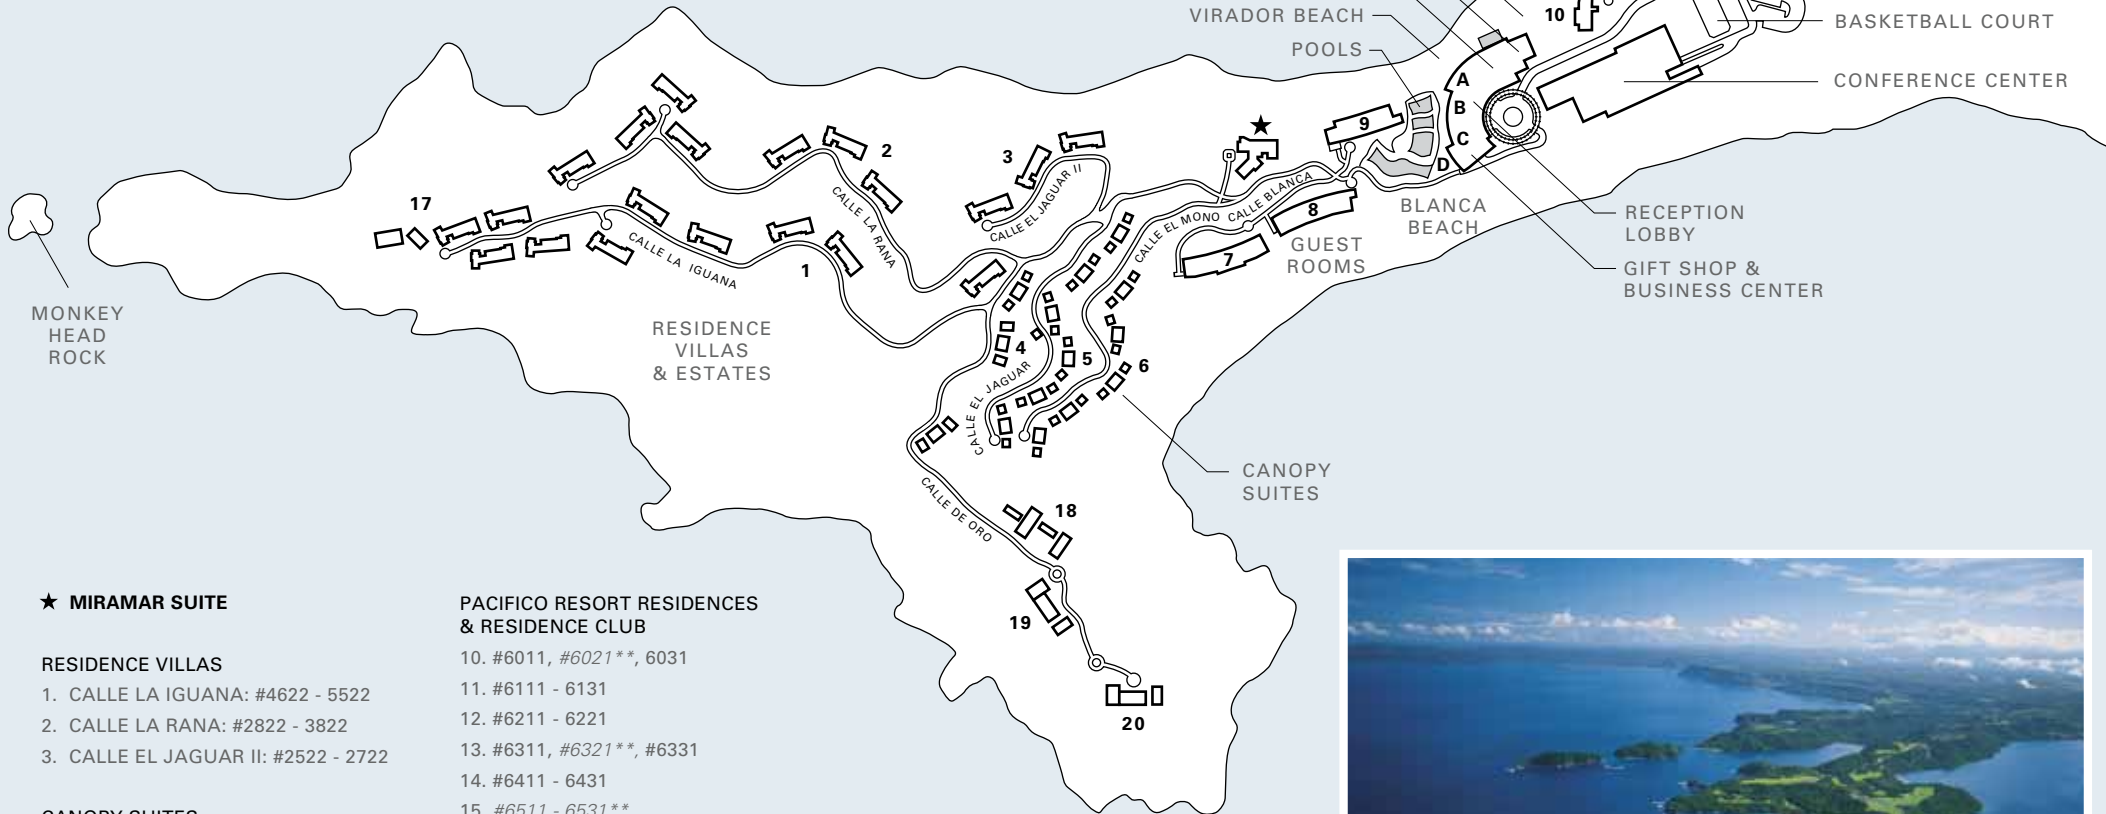 VIRADOR BEACH
POOLS
10
BASKETBALL COURT
CONFERENCE CENTER
A
B
C
D
9
★
2
3
CALLE LA RANA
CALLE EL JAGUAR II
17
CALLE LA IGUANA
1
CALLE EL MONO
CALLE BLANCA
8
7
GUEST
ROOMS
BLANCA
BEACH
RECEPTION
LOBBY
GIFT SHOP &
BUSINESS CENTER
MONKEY
HEAD
ROCK
RESIDENCE
VILLAS
& ESTATES
4
5
6
CALLE EL JAGUAR
CANOPY
SUITES
CALLE DE ORO
18
19
20
★ MIRAMAR SUITE
RESIDENCE VILLAS
1. CALLE LA IGUANA: #4622 - 5522
2. CALLE LA RANA: #2822 - 3822
3. CALLE EL JAGUAR II: #2522 - 2722
CANOPY SUITES
PACIFICO RESORT RESIDENCES
& RESIDENCE CLUB
10. #6011, #6021**, 6031
11. #6111 - 6131
12. #6211 - 6221
13. #6311, #6321**, #6331
14. #6411 - 6431
15. #6511 - 6531**